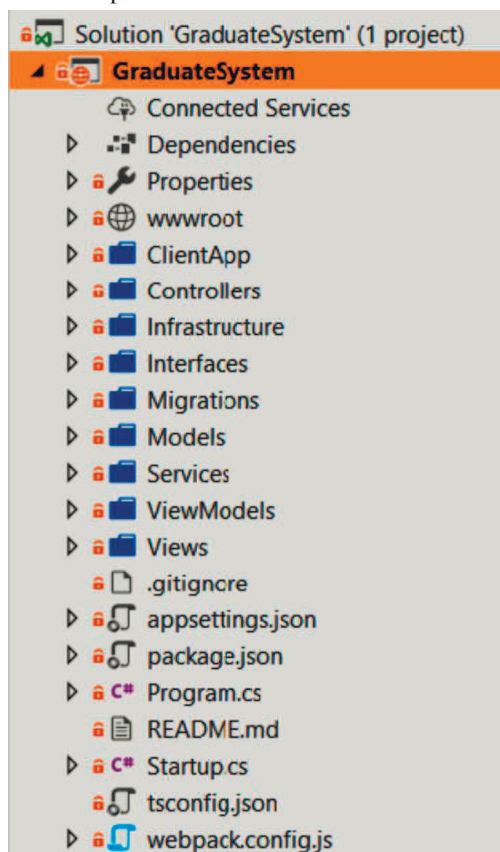 Solution 'GraduateSystem' (1 project)
GraduateSystem
Connected Services
Dependencies
Properties
wwwroot
ClientApp
Controllers
Infrastructure
Interfaces
Migrations
Models
Services
ViewModels
Views
.gitignore
appsettings.json
package.json
C# Program.cs
README.md
C# Startup.cs
tsconfig.json
webpack.config.js